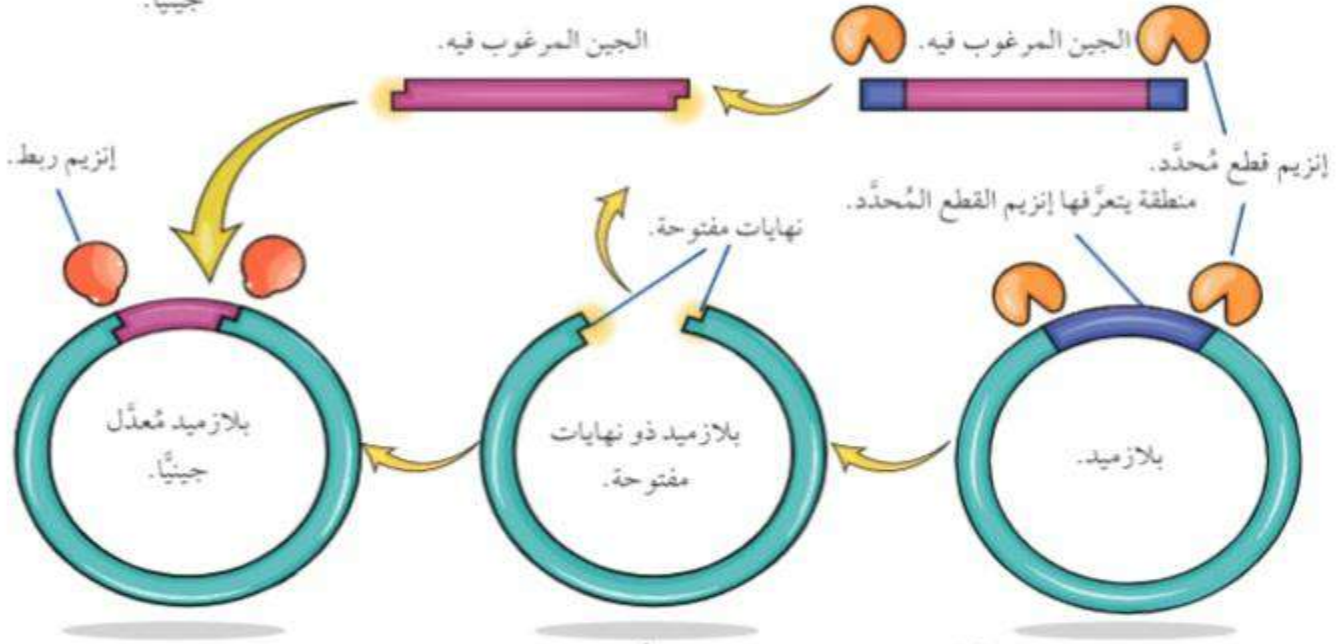 جينيًّا.
الجين المرغوب فيه.
الجين المرغوب فيه.
إنزيم قطع مُحدَّد.
منطقة يتعرَّفها إنزيم القطع المُحدَّد.
نهايات مفتوحة.
إنزيم ربط.
بلازميد.
بلازميد ذو نهايات
مفتوحة.
بلازميد مُعدَّل
جينيًّا.